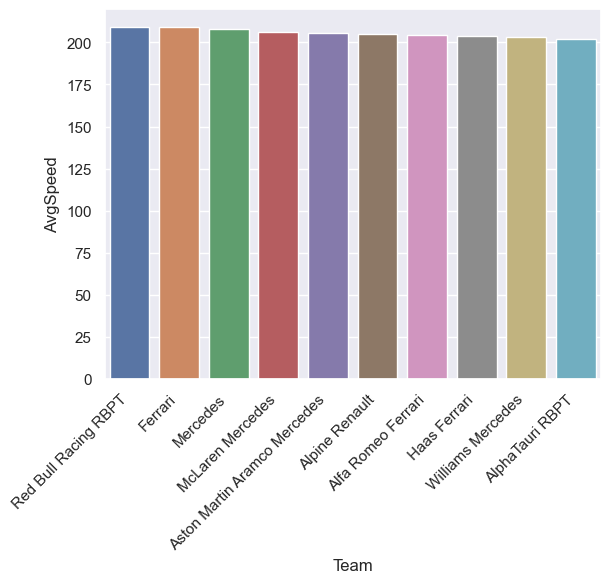 200
175
150
125
100
75
50
25
0
AvgSpeed
Red Bull Racing RBPT
Ferrari
Mercedes
McLaren Mercedes
Aston Martin Aramco Mercedes
Alpine Renault
Alfa Romeo Ferrari
Haas Ferrari
Williams Mercedes
AlphaTauri RBPT
Team